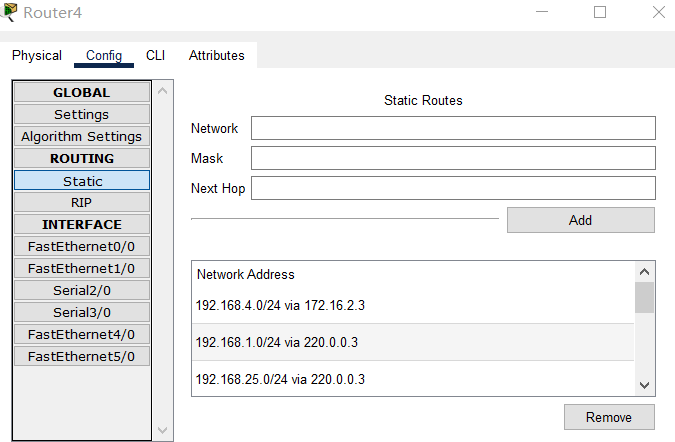 Router4
Physical Config CLI Attributes
GLOBAL
Settings
Algorithm Settings
ROUTING
Static
RIP
INTERFACE
FastEthernet0/0
FastEthernet1/0
Serial2/0
Serial3/0
FastEthernet4/0
FastEthernet5/0
Static Routes
Network
Mask
Next Hop
Add
Network Address
192.168.4.0/24 via 172.16.2.3
192.168.1.0/24 via 220.0.0.3
192.168.25.0/24 via 220.0.0.3
Remove